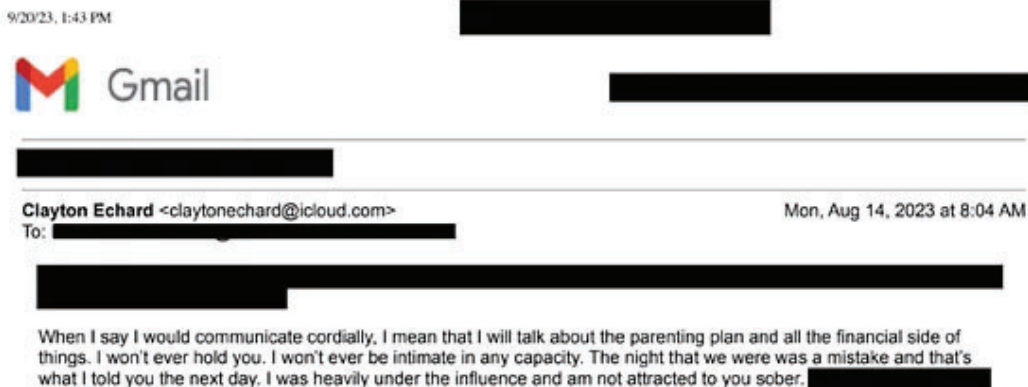 9/20/23, 1:43 PM
Gmail
Clayton Echard <claytonechard@icloud.com>
Mon, Aug 14, 2023 at 8:04 AM
To:
When I say I would communicate cordially, I mean that I will talk about the parenting plan and all the financial side of
things. I won't ever hold you. I won't ever be intimate in any capacity. The night that we were was a mistake and that's
what I told you the next day. I was heavily under the influence and am not attracted to you sober.